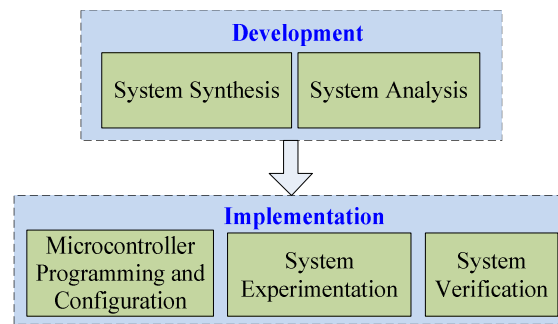 Development
System Synthesis
System Analysis
Implementation
Microcontroller
Programming and
Configuration
System
Experimentation
System
Verification